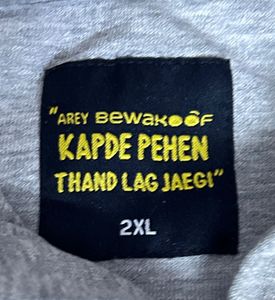 "AREY BEWAKOOF
KAPDE PEHEN
THAND LAG JAEGI"
2XL